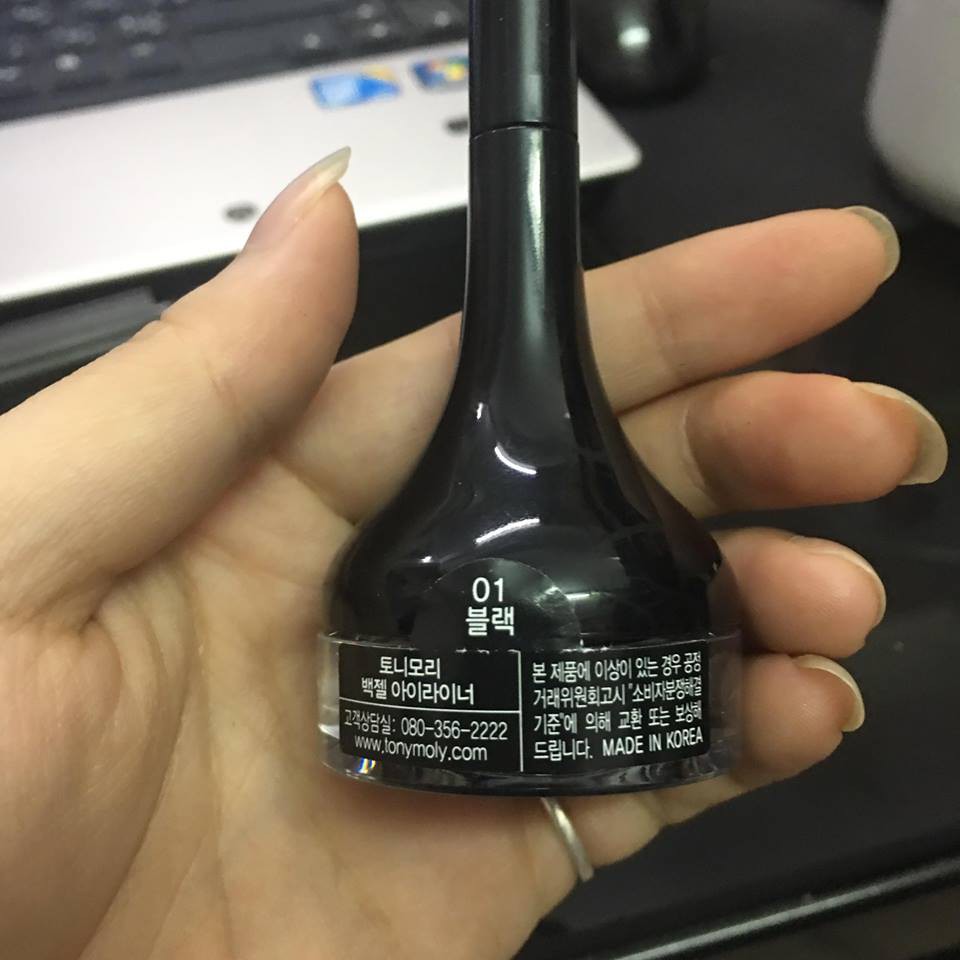 01
블랙
토니모리
백젤 아이라이너
고객상담실: 080-356-2222
www.tonymoly.com
본 제품에 이상이 있는 경우 공정
거래위원회고시 "소비자분쟁해결
기준"에 의해 교환 또는 보상해
드립니다. MADE IN KOREA